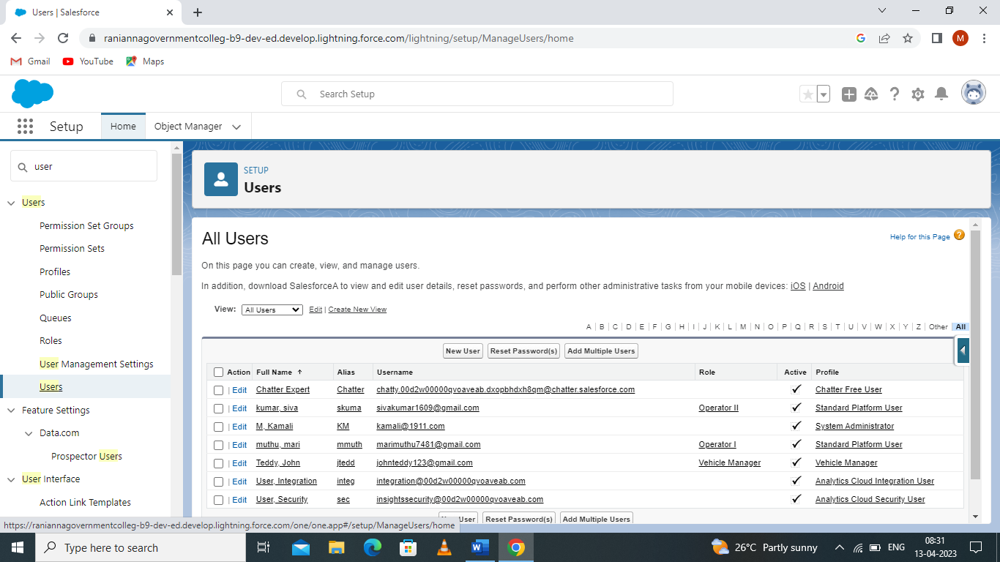 Users | Salesforce
raniannagovernmentcolleg-b9-dev-ed.develop.lightning.force.com/lightning/setup/ManageUsers/home
M
Gmail YouTube Maps
Search Setup
Setup Home Object Manager
user
Users
Permission Set Groups
Permission Sets
Profiles
Public Groups
Queues
Roles
User Management Settings
Users
Feature Settings
Data.com
Prospector Users
User Interface
Action Link Templates
SETUP
Users
All Users
Help for this Page ?
On this page you can create, view, and manage users.
In addition, download SalesforceA to view and edit user details, reset passwords, and perform other administrative tasks from your mobile devices: iOS | Android
View: All Users Edit | Create New View
A | B | C | D | E | F | G | H | I | J | K | L | M | N | O | P | Q | R | S | T | U | V | W | X | Y | Z | Other | All
New User Reset Password(s) Add Multiple Users
Action Full Name Alias Username Role Active Profile
| Edit Chatter Expert Chatter chatty.00d2w00000qvoaveab.dxopbhdxh8qm@chatter.salesforce.com Chatter Free User
| Edit kumar, siva skuma sivakumar1609@gmail.com Operator II Standard Platform User
| Edit M, Kamali KM kamali@1911.com System Administrator
| Edit muthu, mari mmuth marimuthu7481@gmail.com Operator I Standard Platform User
| Edit Teddy, John jtedd johnteddy123@gmail.com Vehicle Manager Vehicle Manager
| Edit User, Integration integ integration@00d2w00000qvoaveab.com Analytics Cloud Integration User
| Edit User, Security sec insightssecurity@00d2w00000qvoaveab.com Analytics Cloud Security User
User Reset Password(s) Add Multiple Users
https://raniannagovernmentcolleg-b9-dev-ed.develop.lightning.force.com/one/one.app#/setup/ManageUsers/home
Type here to search
26°C Partly sunny
ENG
08:31
13-04-2023